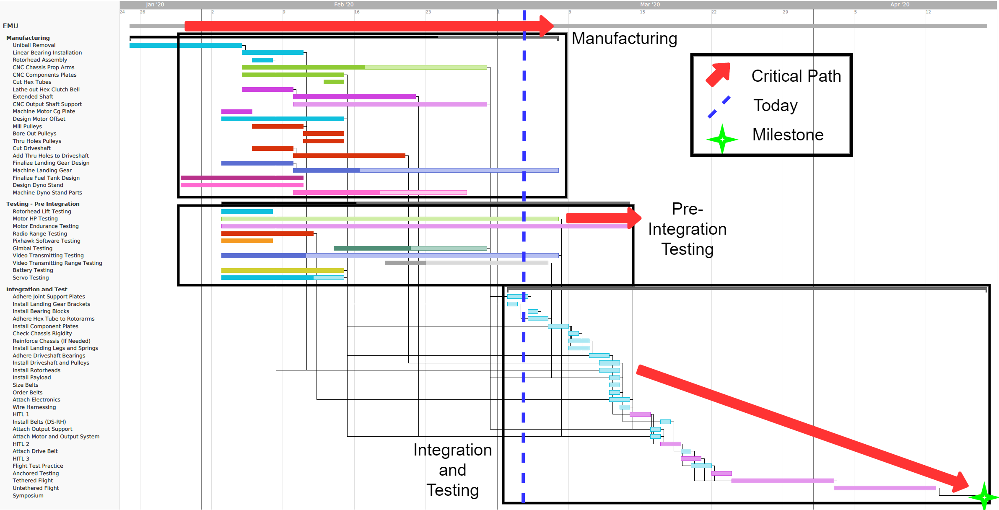 Jan '20 Feb '20 Mar '20 Apr '20
24 26 2 9 16 23 1 8 15 22 29 5 12
EMU
Manufacturing
Uniball Removal
Linear Bearing Installation
Rotorhead Assembly
CNC Chassis Prop Arms
CNC Components Plates
Cut Hex Tubes
Lathe out Hex Clutch Bell
Extended Shaft
CNC Output Shaft Support
Machine Motor Cg Plate
Design Motor Offset
Mill Pulleys
Bore Out Pulleys
Thru Holes Pulleys
Cut Driveshaft
Add Thru Holes to Driveshaft
Finalize Landing Gear Design
Machine Landing Gear
Finalize Fuel Tank Design
Design Dyno Stand
Machine Dyno Stand Parts
Testing - Pre Integration
Rotorhead Lift Testing
Motor HP Testing
Motor Endurance Testing
Radio Range Testing
Pixhawk Software Testing
Gimbal Testing
Video Transmitting Testing
Video Transmitting Range Testing
Battery Testing
Servo Testing
Integration and Test
Adhere Joint Support Plates
Install Landing Gear Brackets
Install Bearing Blocks
Adhere Hex Tube to Rotorarms
Install Component Plates
Check Chassis Rigidity
Reinforce Chassis (If Needed)
Install Landing Legs and Springs
Adhere Driveshaft Bearings
Install Driveshaft and Pulleys
Install Rotorheads
Install Payload
Size Belts
Order Belts
Attach Electronics
Wire Harnessing
HITL 1
Install Belts (DS-RH)
Attach Output Support
Attach Motor and Output System
HITL 2
Attach Drive Belt
HITL 3
Flight Test Practice
Anchored Testing
Tethered Flight
Untethered Flight
Symposium
Manufacturing
Critical Path
Today
Milestone
Pre-
Integration
Testing
Integration
and
Testing